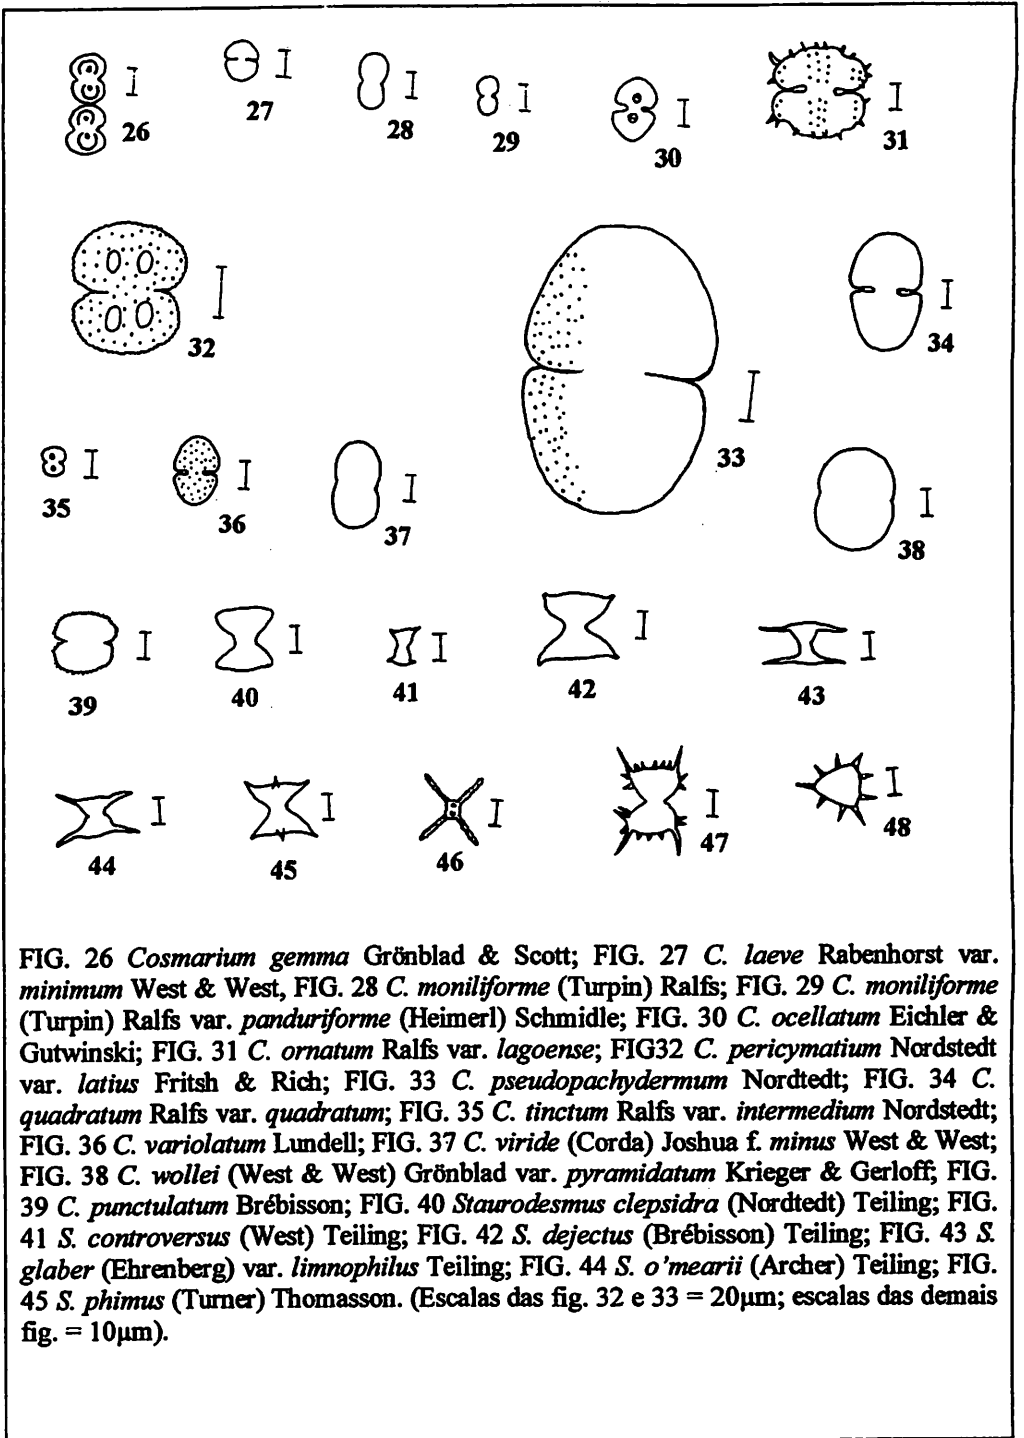 26
27
28
29
30
31
32
33
34
35
36
37
38
39
40
41
42
43
44
45
46
47
48
FIG. 26 Cosmarium gemma Grönblad & Scott; FIG. 27 C. laeve Rabenhorst var.
minimum West & West, FIG. 28 C. moniliforme (Turpin) Ralfs; FIG. 29 C. moniliforme
(Turpin) Ralfs var. panduriforme (Heimerl) Schmidle; FIG. 30 C. ocellatum Eichler &
Gutwinski; FIG. 31 C. ornatum Ralfs var. lagoense; FIG32 C. pericymatium Nordstedt
var. latius Fritsh & Rich; FIG. 33 C. pseudopachydermum Nordtedt; FIG. 34 C.
quadratum Ralfs var. quadratum; FIG. 35 C. tinctum Ralfs var. intermedium Nordstedt;
FIG. 36 C. variolatum Lundell; FIG. 37 C. viride (Corda) Joshua f. minus West & West;
FIG. 38 C. wollei (West & West) Grönblad var. pyramidatum Krieger & Gerloff; FIG.
39 C. punctulatum Brébisson; FIG. 40 Staurodesmus clepsidra (Nordtedt) Teiling; FIG.
41 S. controversus (West) Teiling; FIG. 42 S. dejectus (Brébisson) Teiling; FIG. 43 S.
glaber (Ehrenberg) var. limnophilus Teiling; FIG. 44 S. o'mearii (Archer) Teiling; FIG.
45 S. phimus (Turner) Thomasson. (Escalas das fig. 32 e 33 = 20µm; escalas das demais
fig. = 10µm).